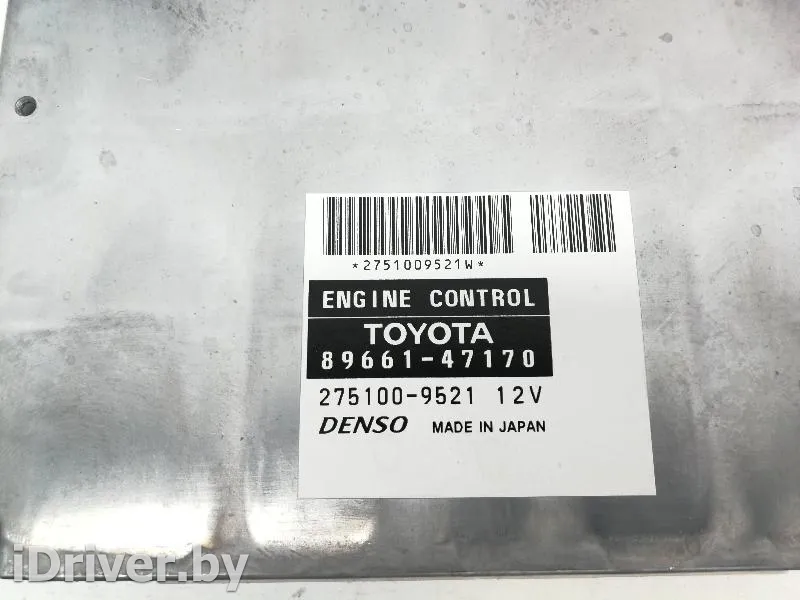 *2751009521W*
ENGINE CONTROL
TOYOTA
89661-47170
275100-9521 12V
DENSO MADE IN JAPAN
iDriver.by